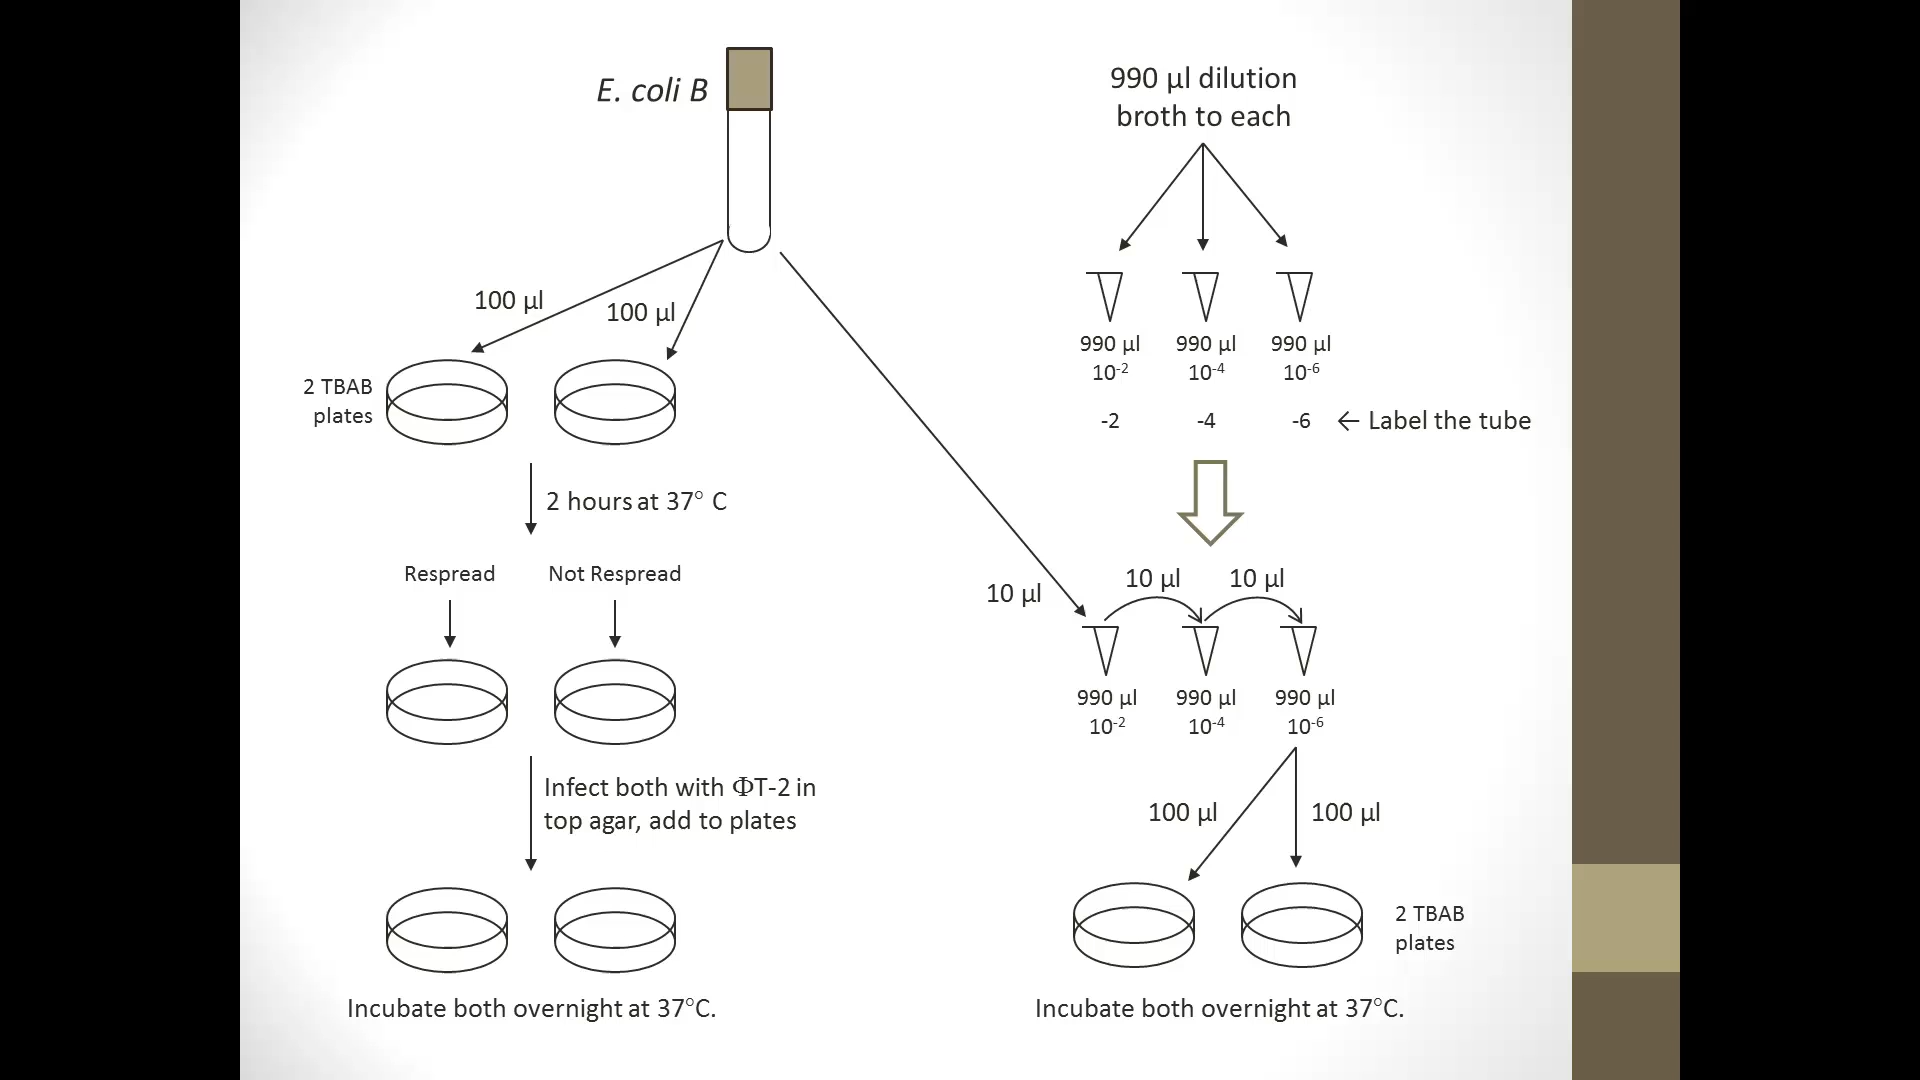 E. coli B
100 µl
100 µl
2 TBAB
plates
2 hours at 37° C
Respread
Not Respread
Infect both with ΦT-2 in
top agar, add to plates
Incubate both overnight at 37°C.
990 µl dilution
broth to each
990 µl 990 µl 990 µl
10⁻² 10⁻⁴ 10⁻⁶
-2 -4 -6 ← Label the tube
10 µl
10 µl
10 µl
990 µl 990 µl 990 µl
10⁻² 10⁻⁴ 10⁻⁶
100 µl
100 µl
2 TBAB
plates
Incubate both overnight at 37°C.